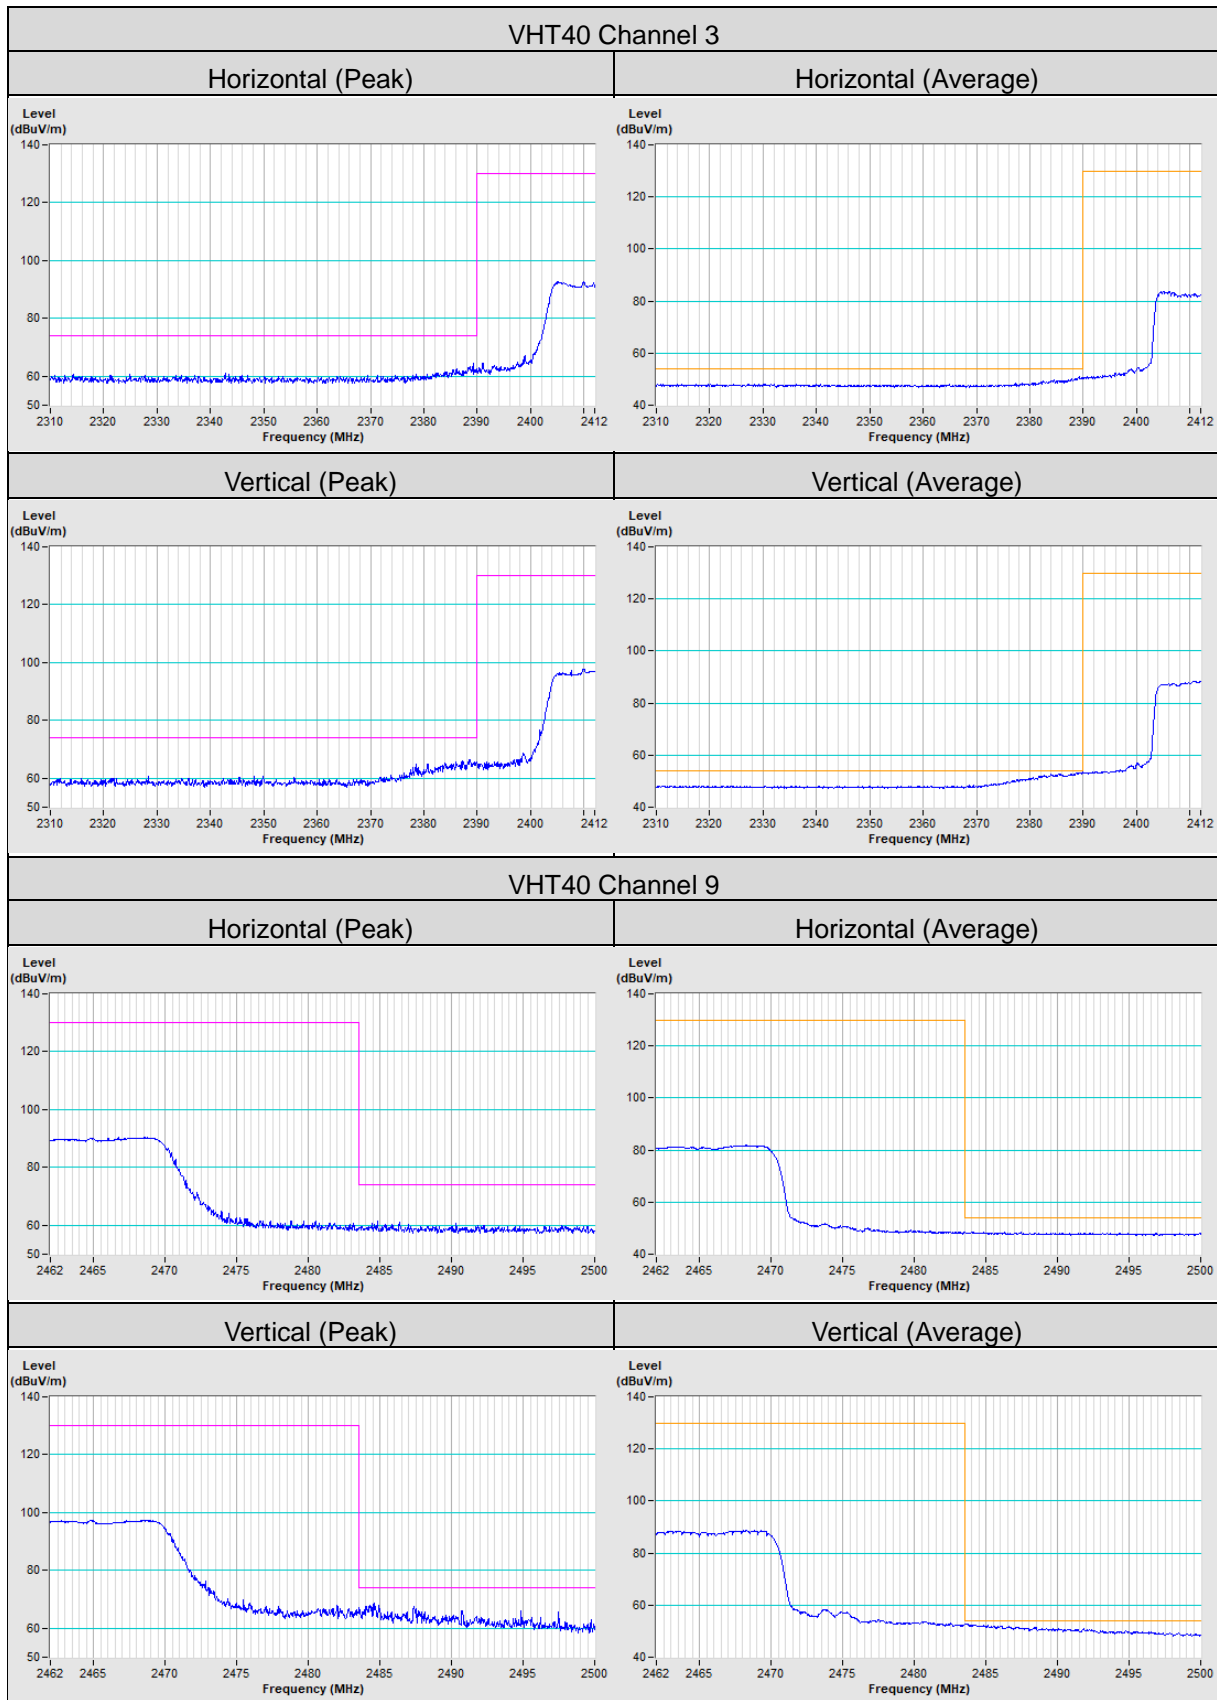 VHT40 Channel 3
Horizontal (Peak)
Horizontal (Average)
Level
(dBuV/m)
140
120
100
80
60
50
2310 2320 2330 2340 2350 2360 2370 2380 2390 2400 2412
Frequency (MHz)
Level
(dBuV/m)
140
120
100
80
60
40
2310 2320 2330 2340 2350 2360 2370 2380 2390 2400 2412
Frequency (MHz)
Vertical (Peak)
Vertical (Average)
Level
(dBuV/m)
140
120
100
80
60
50
2310 2320 2330 2340 2350 2360 2370 2380 2390 2400 2412
Frequency (MHz)
Level
(dBuV/m)
140
120
100
80
60
40
2310 2320 2330 2340 2350 2360 2370 2380 2390 2400 2412
Frequency (MHz)
VHT40 Channel 9
Horizontal (Peak)
Horizontal (Average)
Level
(dBuV/m)
140
120
100
80
60
50
2462 2465 2470 2475 2480 2485 2490 2495 2500
Frequency (MHz)
Level
(dBuV/m)
140
120
100
80
60
40
2462 2465 2470 2475 2480 2485 2490 2495 2500
Frequency (MHz)
Vertical (Peak)
Vertical (Average)
Level
(dBuV/m)
140
120
100
80
60
50
2462 2465 2470 2475 2480 2485 2490 2495 2500
Frequency (MHz)
Level
(dBuV/m)
140
120
100
80
60
40
2462 2465 2470 2475 2480 2485 2490 2495 2500
Frequency (MHz)